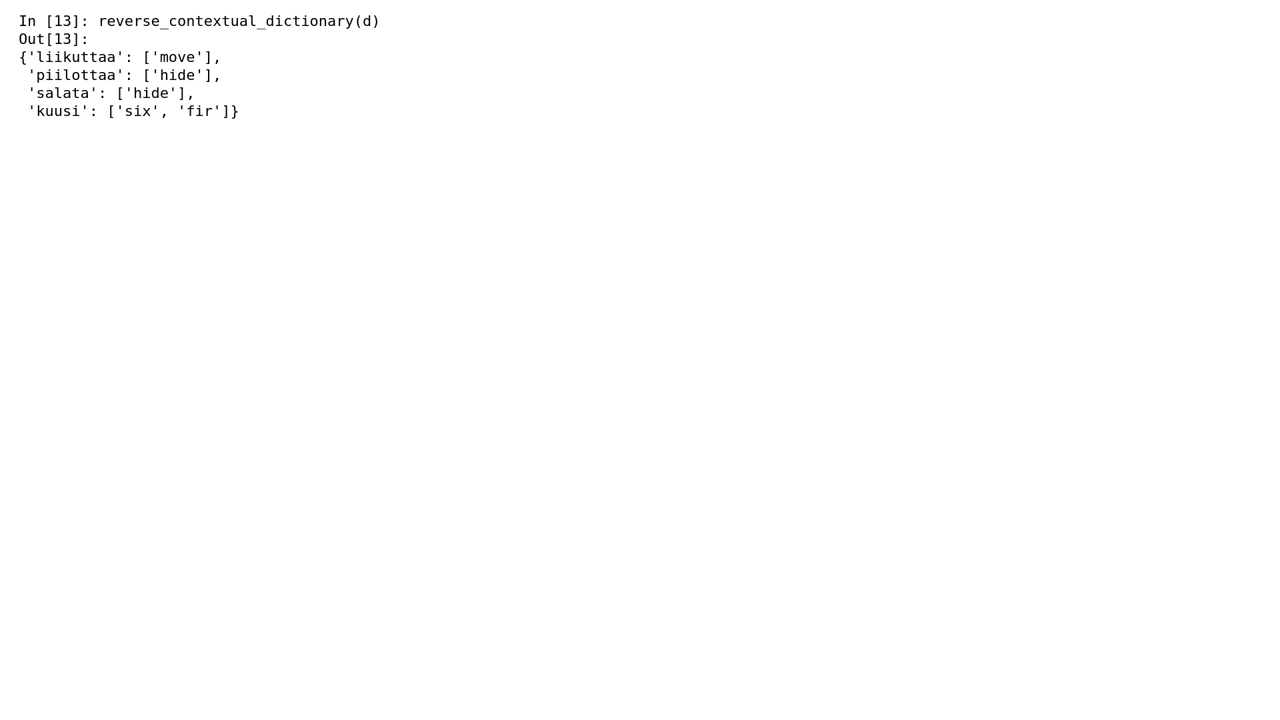 In [13]: reverse_contextual_dictionary(d)
Out[13]:
{'liikuttaa': ['move'],
 'piilottaa': ['hide'],
 'salata': ['hide'],
 'kuusi': ['six', 'fir']}